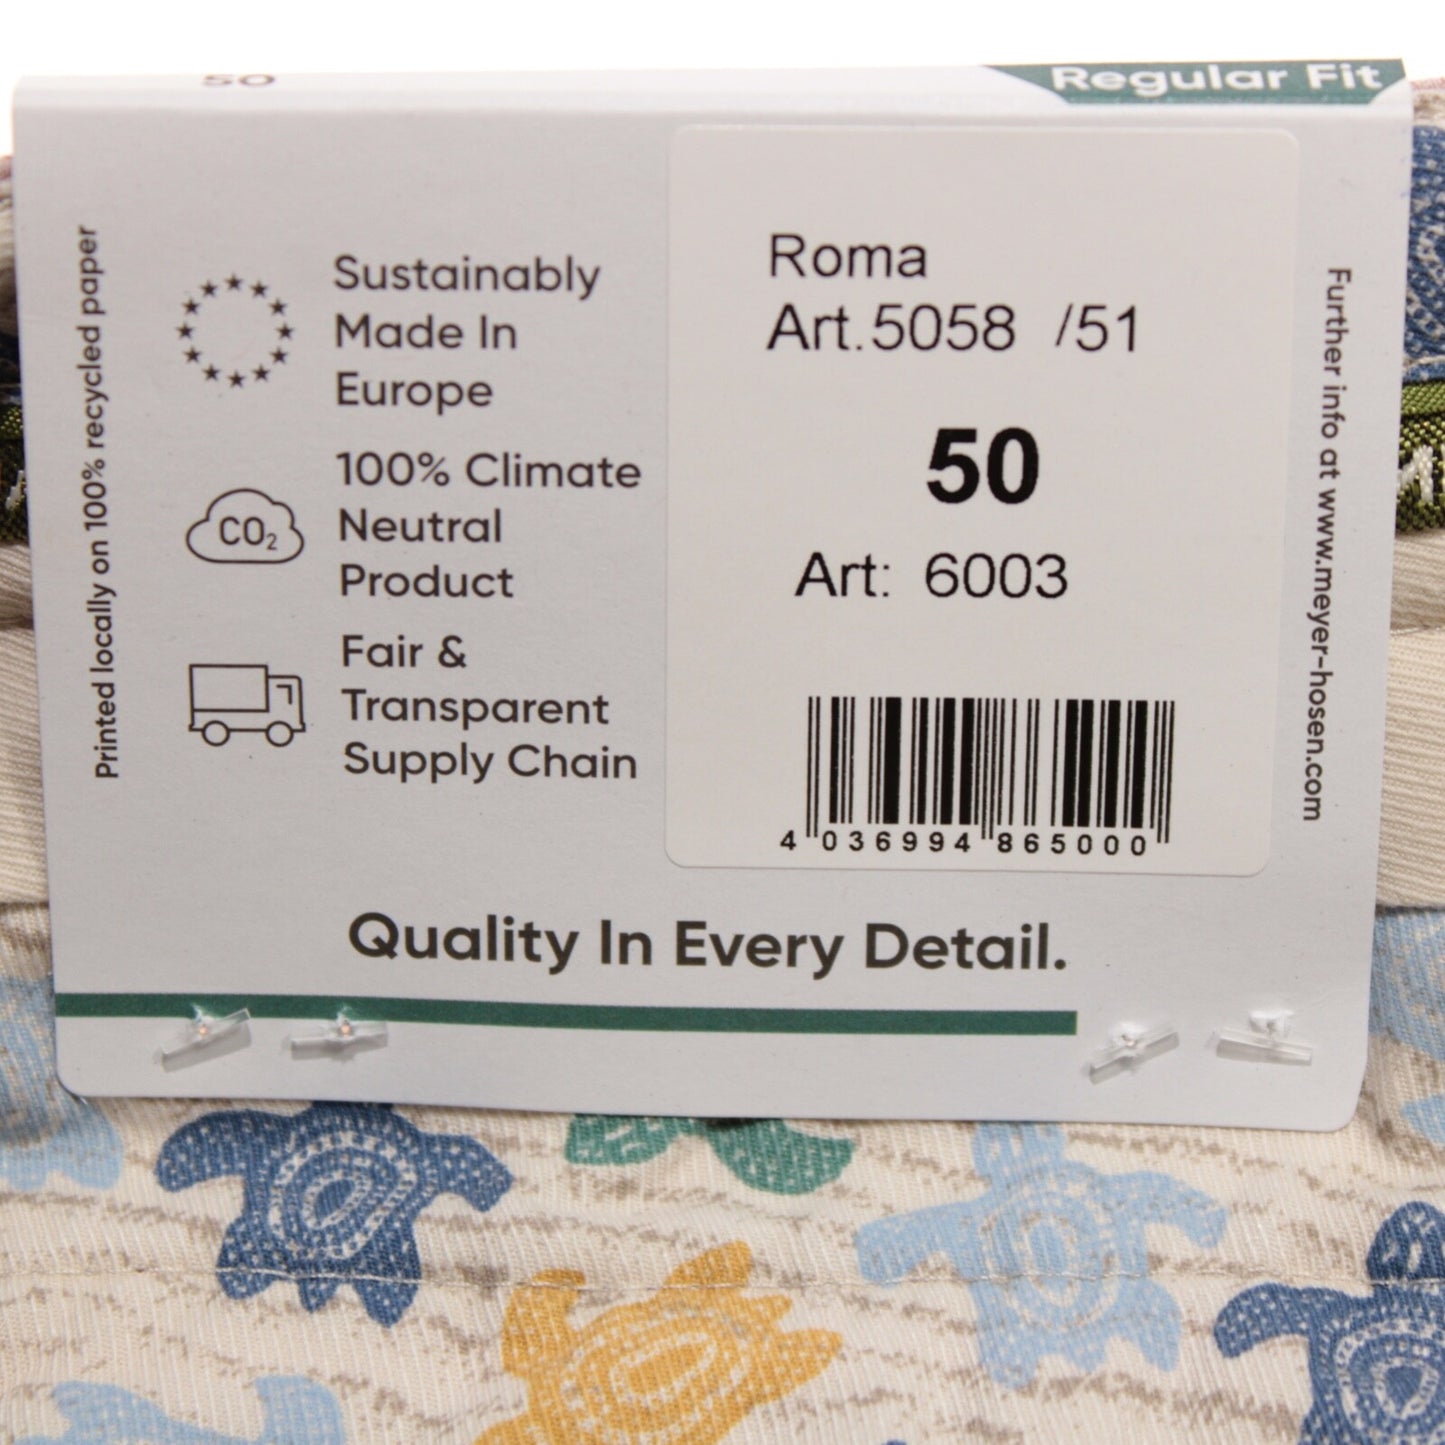 50
Regular Fit
Printed locally on 100% recycled paper
Sustainably
Made In
Europe
100% Climate
Neutral
Product
CO₂
Fair &
Transparent
Supply Chain
Roma
Art.5058 /51
50
Art: 6003
4 036994 865000
Further info at www.meyer-hosen.com
Quality In Every Detail.